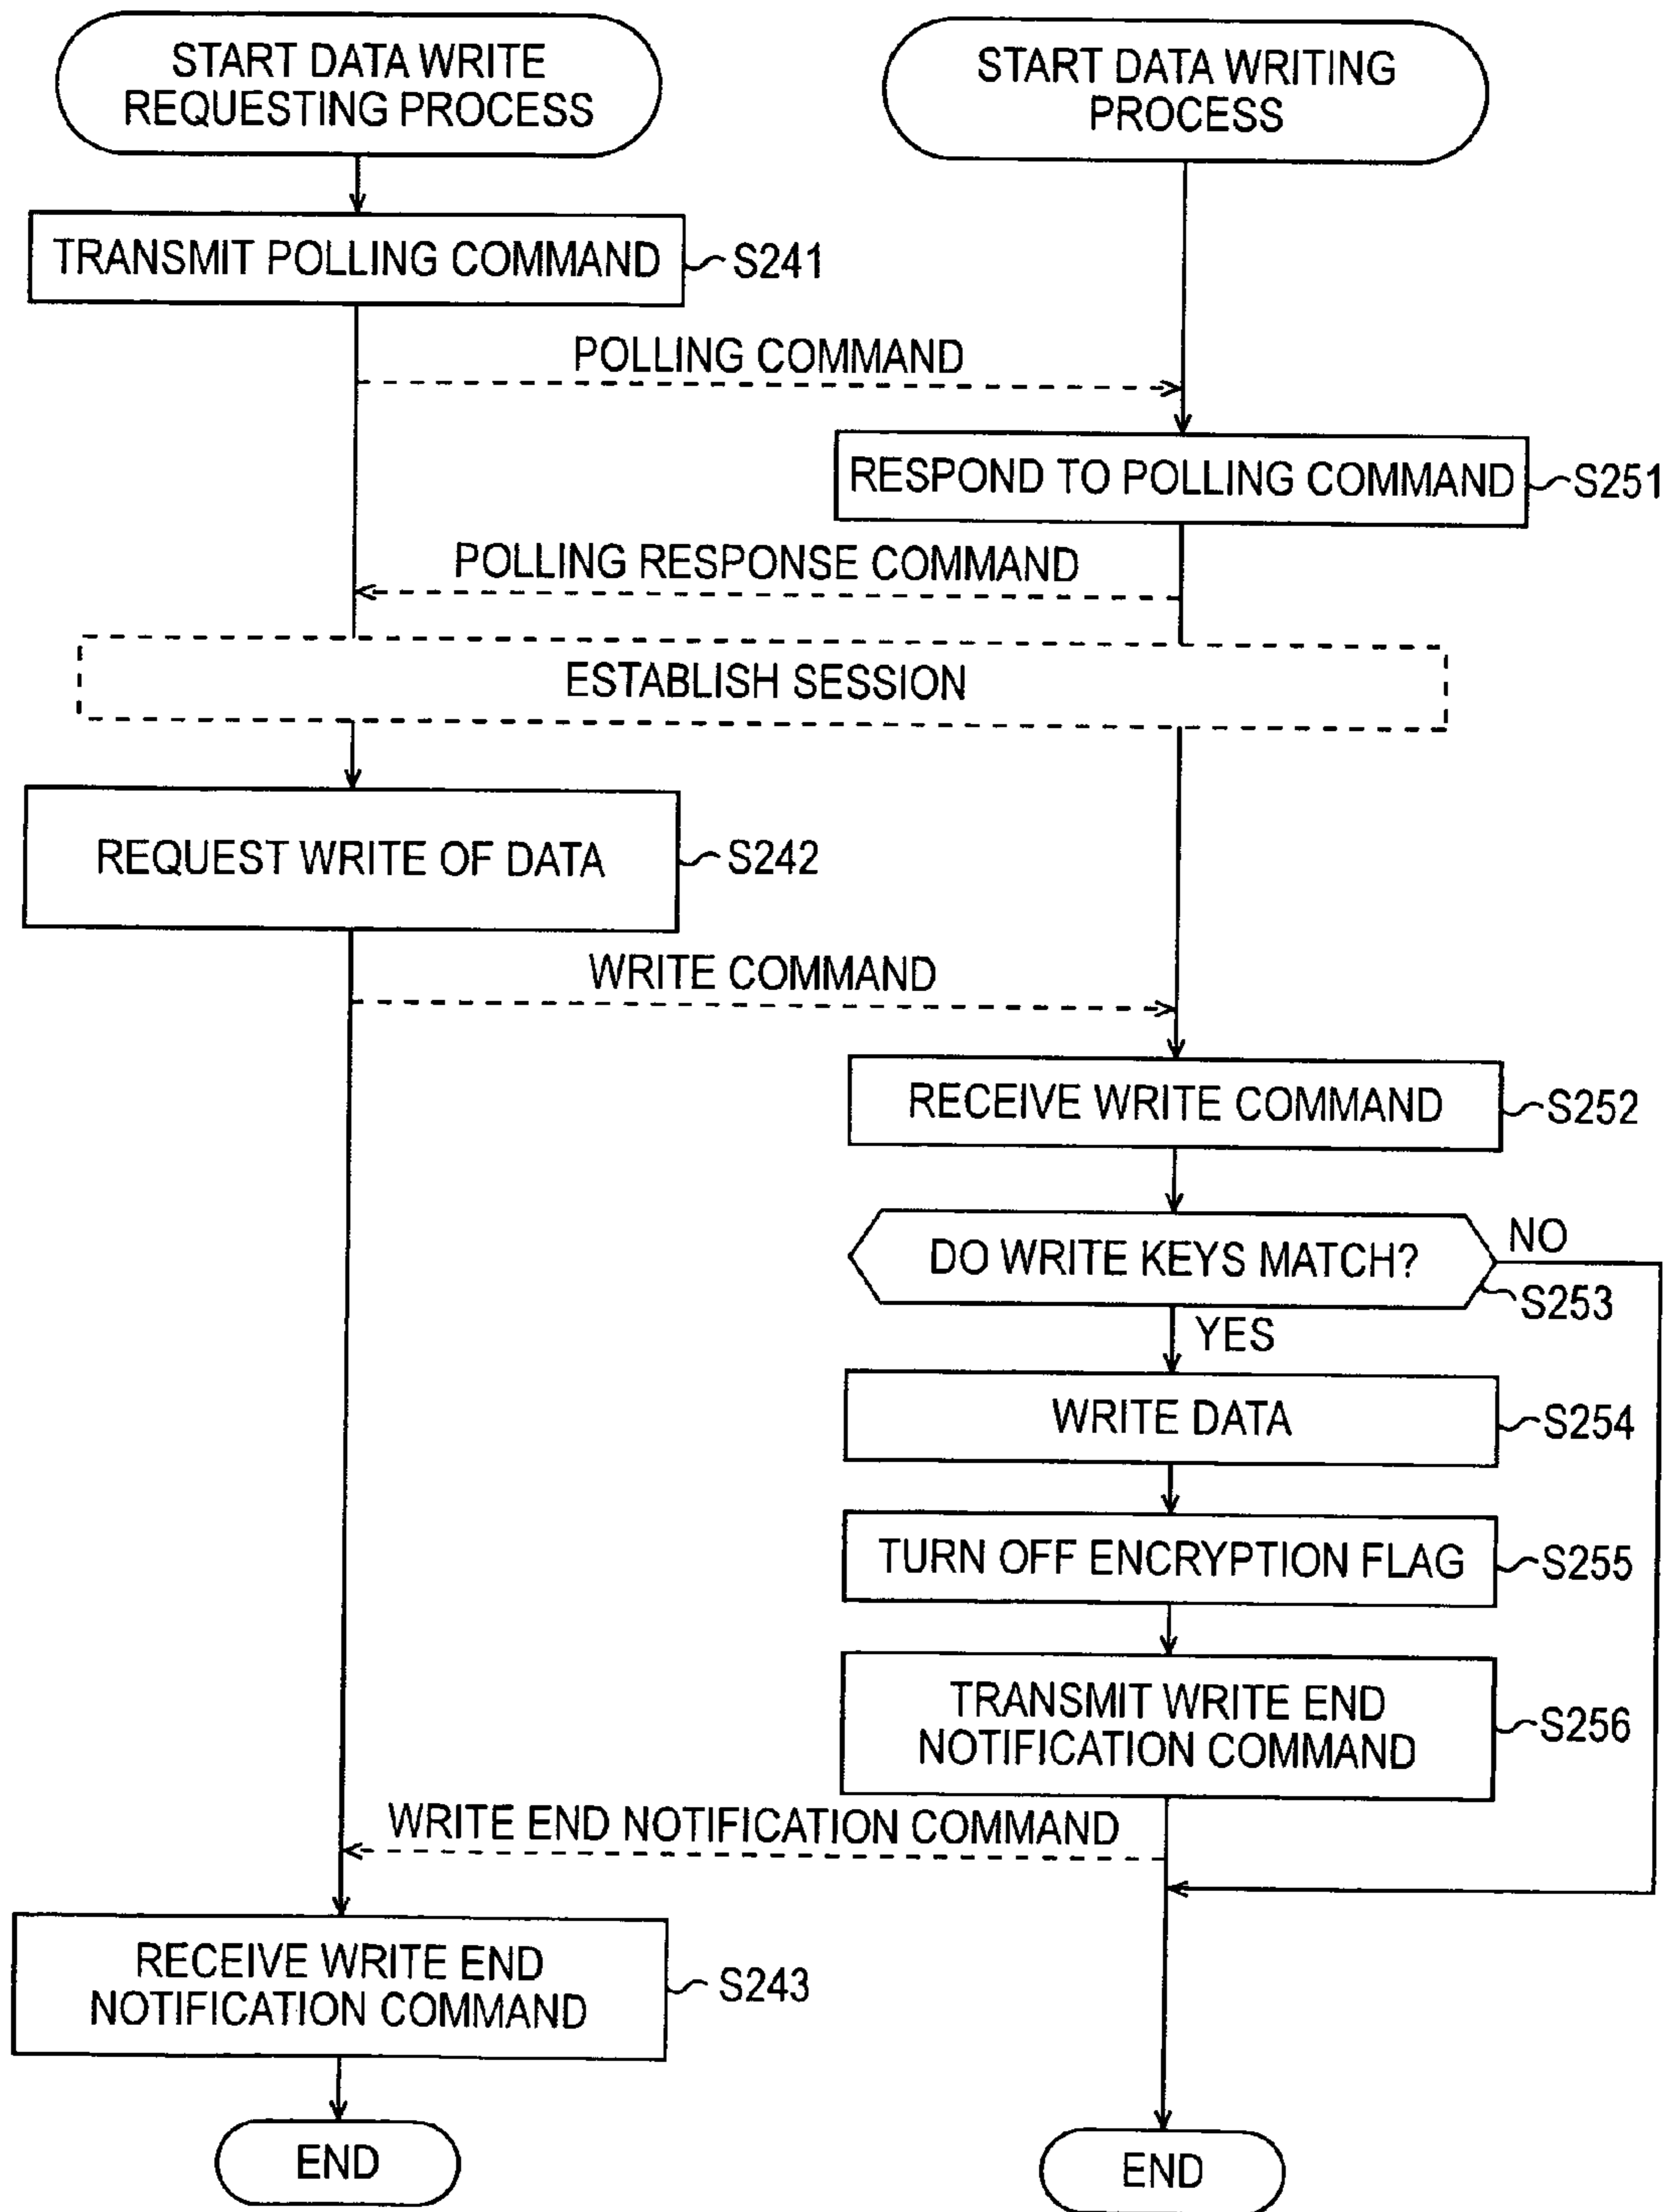 START DATA WRITE
REQUESTING PROCESS
START DATA WRITING
PROCESS
TRANSMIT POLLING COMMAND
S241
POLLING COMMAND
RESPOND TO POLLING COMMAND
S251
POLLING RESPONSE COMMAND
ESTABLISH SESSION
REQUEST WRITE OF DATA
S242
WRITE COMMAND
RECEIVE WRITE COMMAND
S252
DO WRITE KEYS MATCH?
NO
S253
YES
WRITE DATA
S254
TURN OFF ENCRYPTION FLAG
S255
TRANSMIT WRITE END
NOTIFICATION COMMAND
S256
WRITE END NOTIFICATION COMMAND
RECEIVE WRITE END
NOTIFICATION COMMAND
S243
END
END